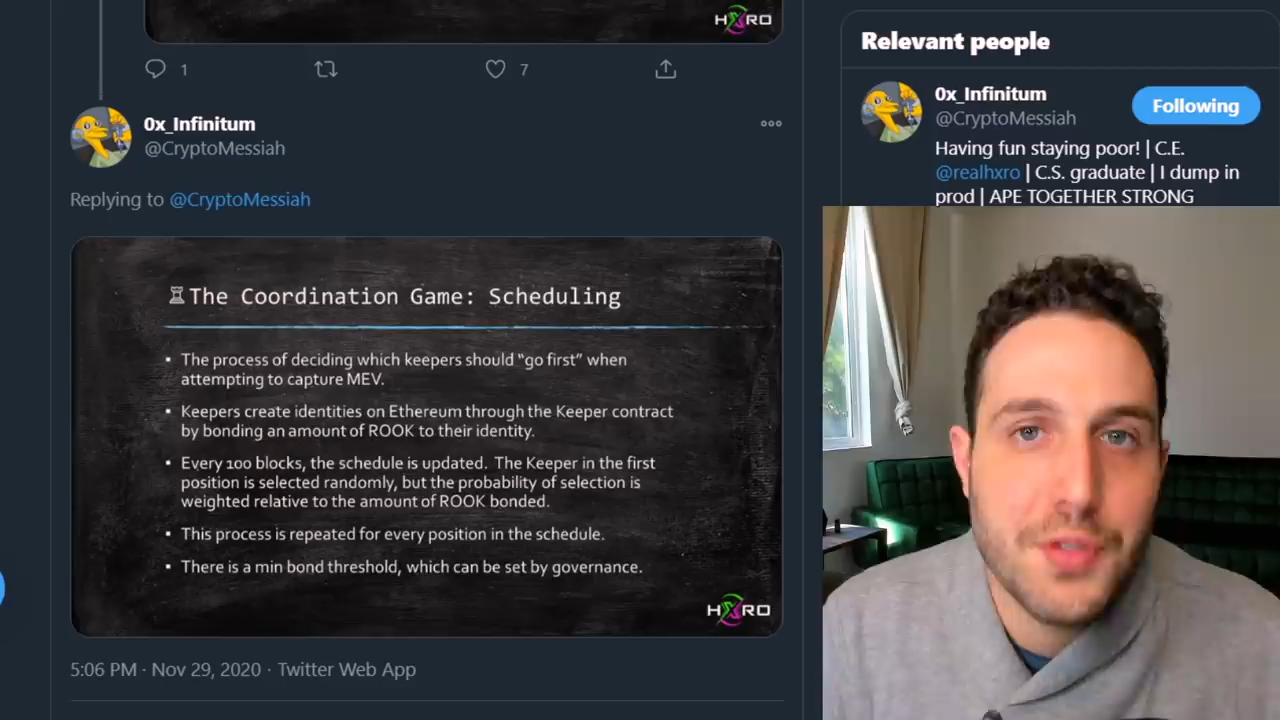 HXRO
1
7
0x_Infinitum
@CryptoMessiah
Replying to @CryptoMessiah
The Coordination Game: Scheduling
▪ The process of deciding which keepers should “go first” when
attempting to capture MEV.
▪ Keepers create identities on Ethereum through the Keeper contract
by bonding an amount of ROOK to their identity.
▪ Every 100 blocks, the schedule is updated. The Keeper in the first
position is selected randomly, but the probability of selection is
weighted relative to the amount of ROOK bonded.
▪ This process is repeated for every position in the schedule.
▪ There is a min bond threshold, which can be set by governance.
HXRO
5:06 PM · Nov 29, 2020 · Twitter Web App
Relevant people
0x_Infinitum
@CryptoMessiah
Following
Having fun staying poor! | C.E.
@realhxro | C.S. graduate | I dump in
prod | APE TOGETHER STRONG